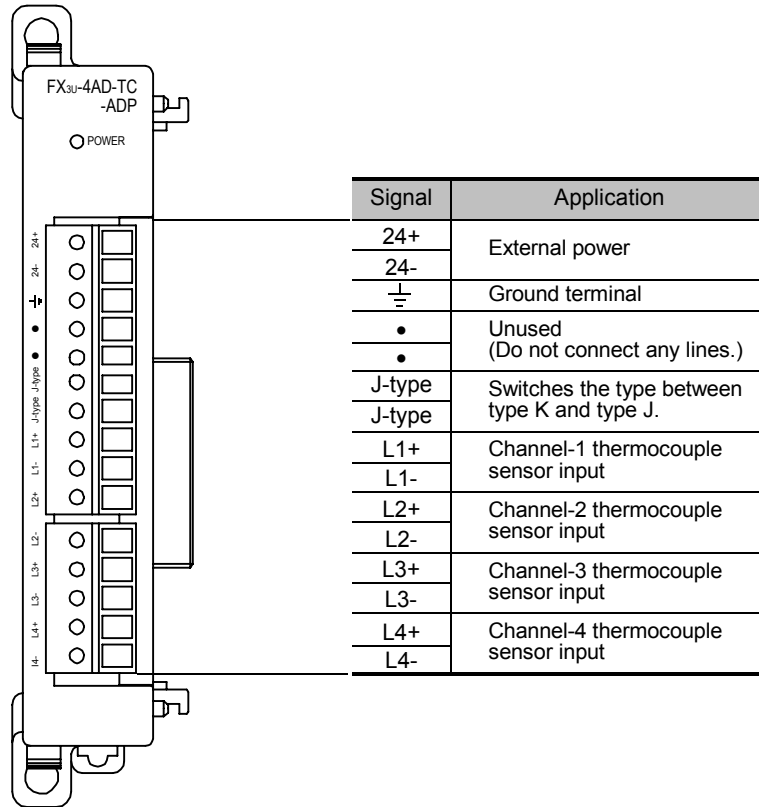 FX3U-4AD-TC
-ADP
POWER
24+
24-
⏚
•
•
J-type
J-type
L1+
L1-
L2+
L2-
L3+
L3-
L4+
l4-
Signal Application
24+
24-
External power
⏚ Ground terminal
•
•
Unused
(Do not connect any lines.)
J-type
J-type
Switches the type between
type K and type J.
L1+
L1-
Channel-1 thermocouple
sensor input
L2+
L2-
Channel-2 thermocouple
sensor input
L3+
L3-
Channel-3 thermocouple
sensor input
L4+
L4-
Channel-4 thermocouple
sensor input